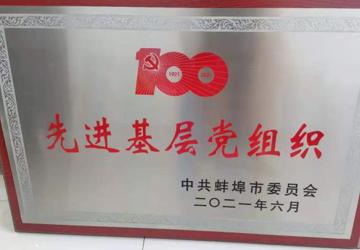 100
1921 2021
先进基层党组织
中共蚌埠市委员会
二〇二一年六月